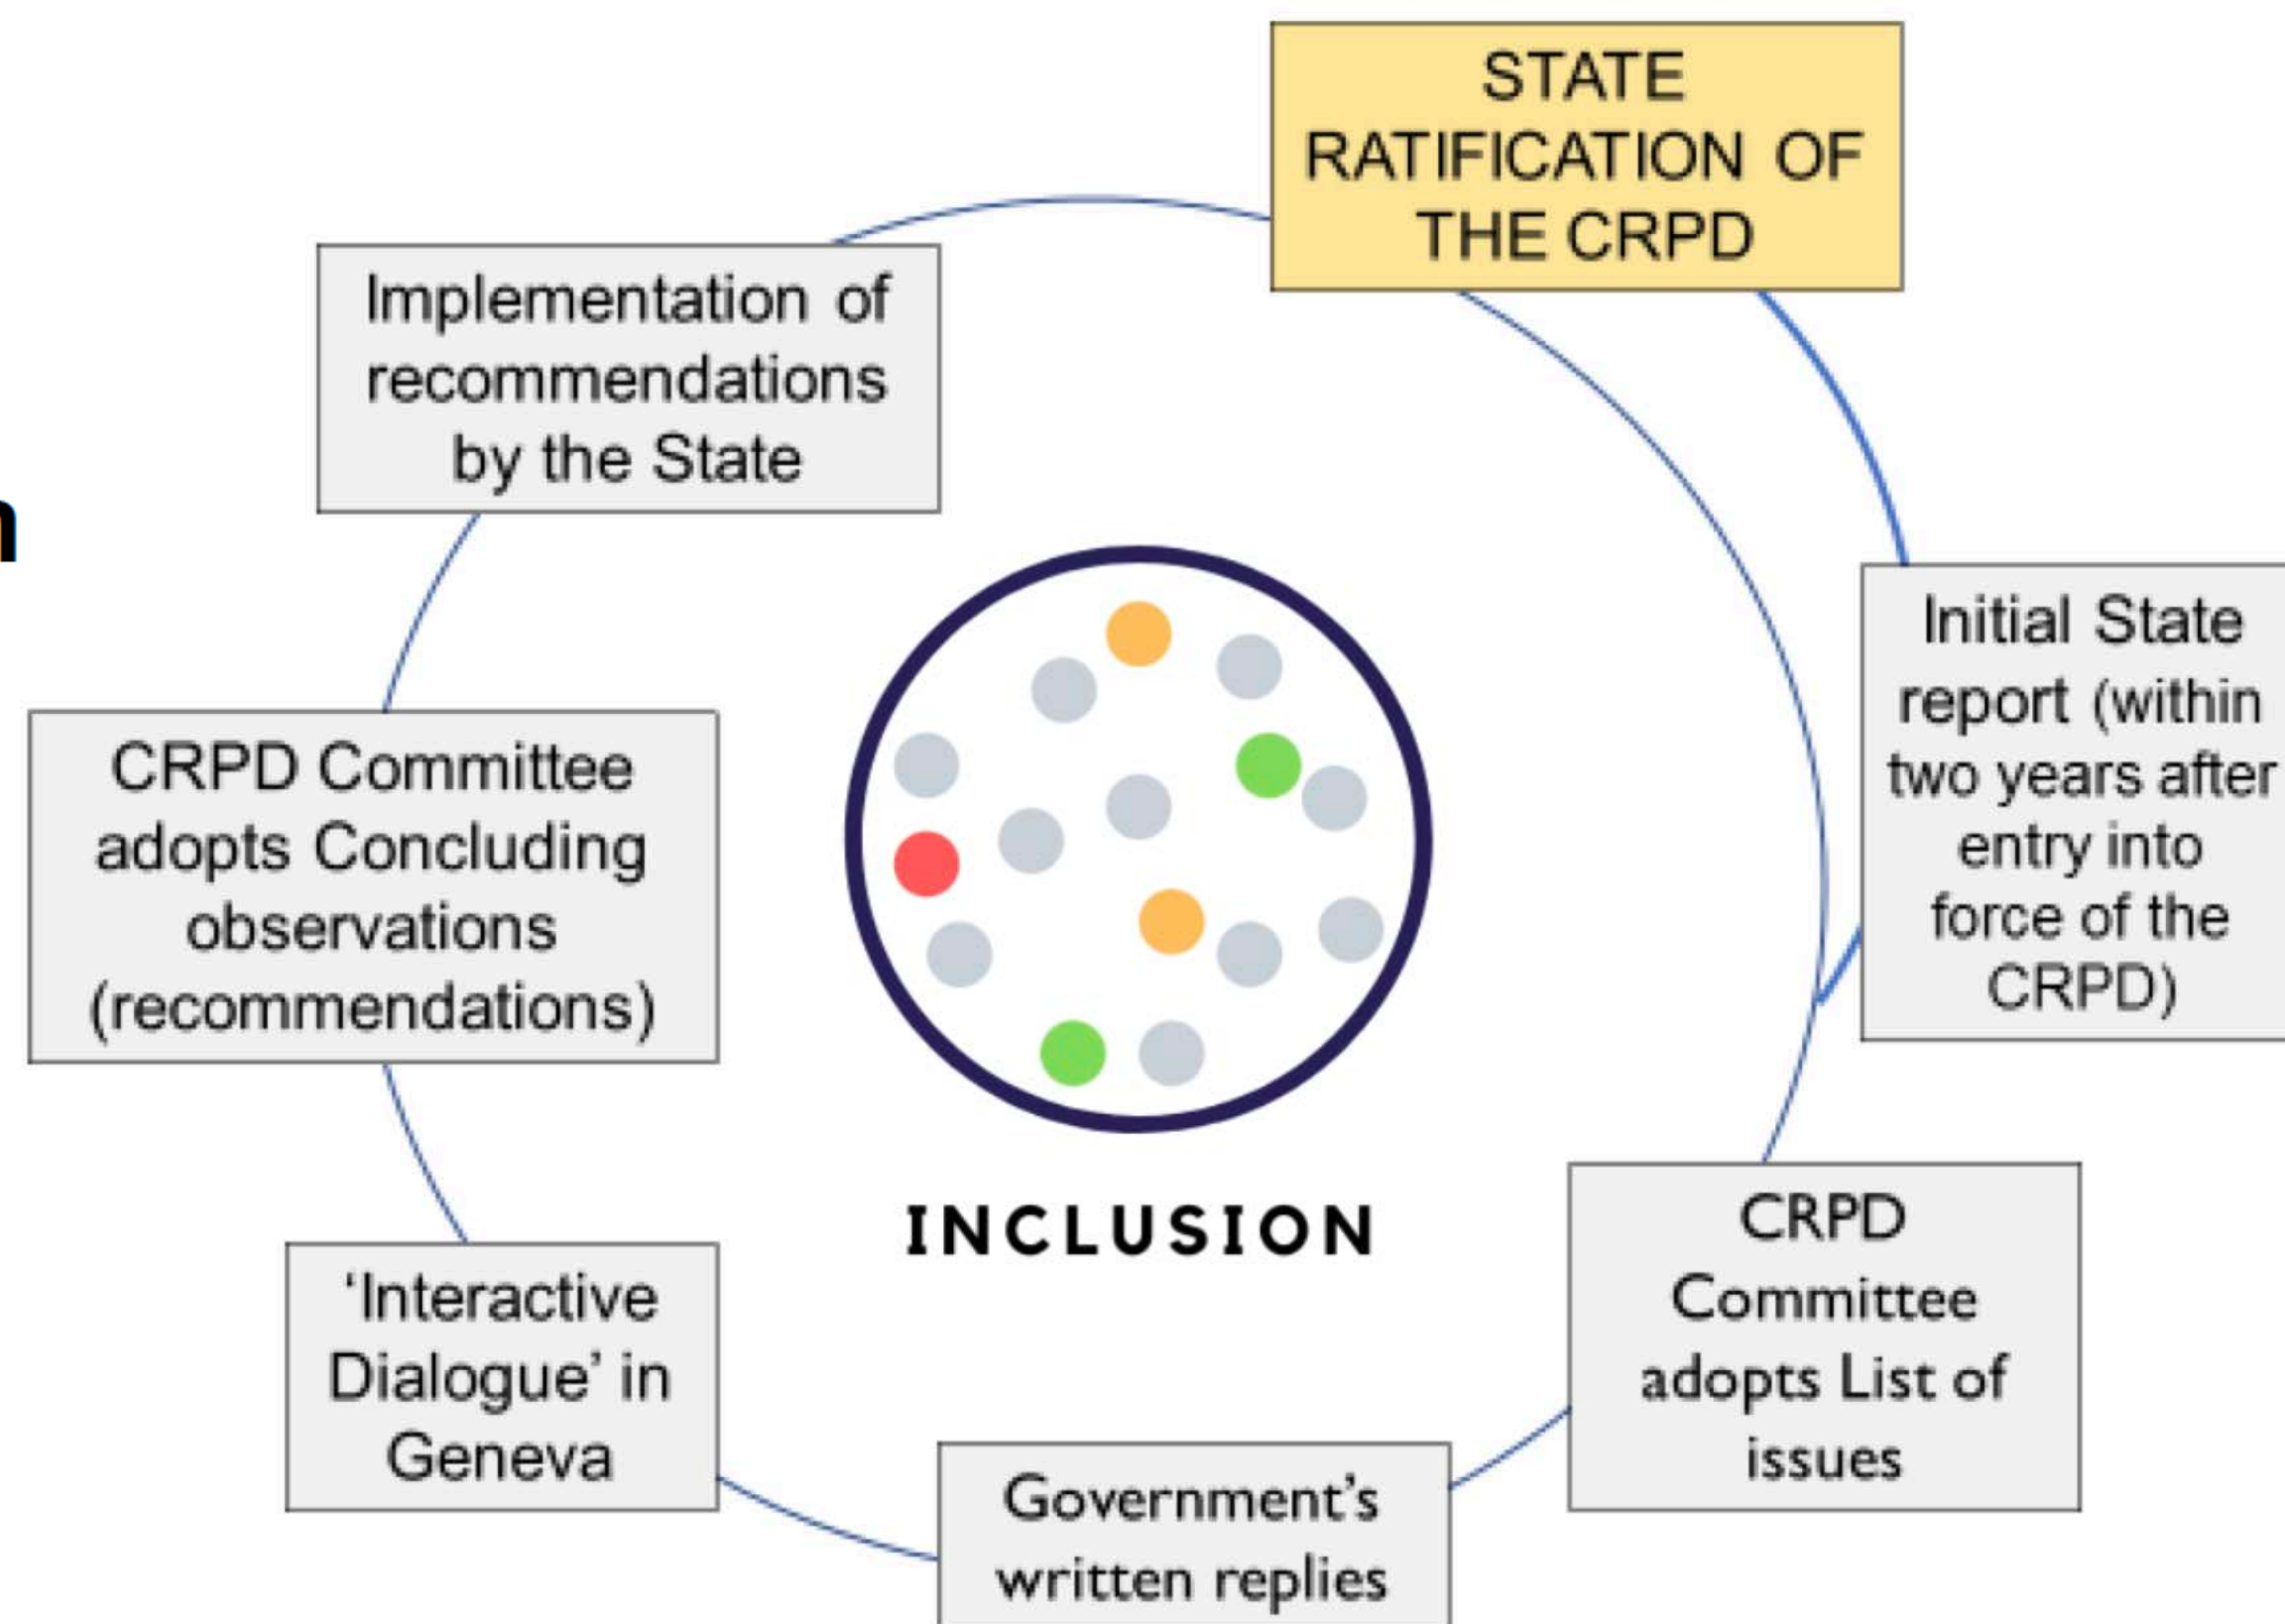 STATE
RATIFICATION OF
THE CRPD
Initial State
report (within
two years after
entry into
force of the
CRPD)
CRPD
Committee
adopts List of
issues
Government's
written replies
'Interactive
Dialogue' in
Geneva
CRPD Committee
adopts Concluding
observations
(recommendations)
Implementation of
recommendations
by the State
INCLUSION